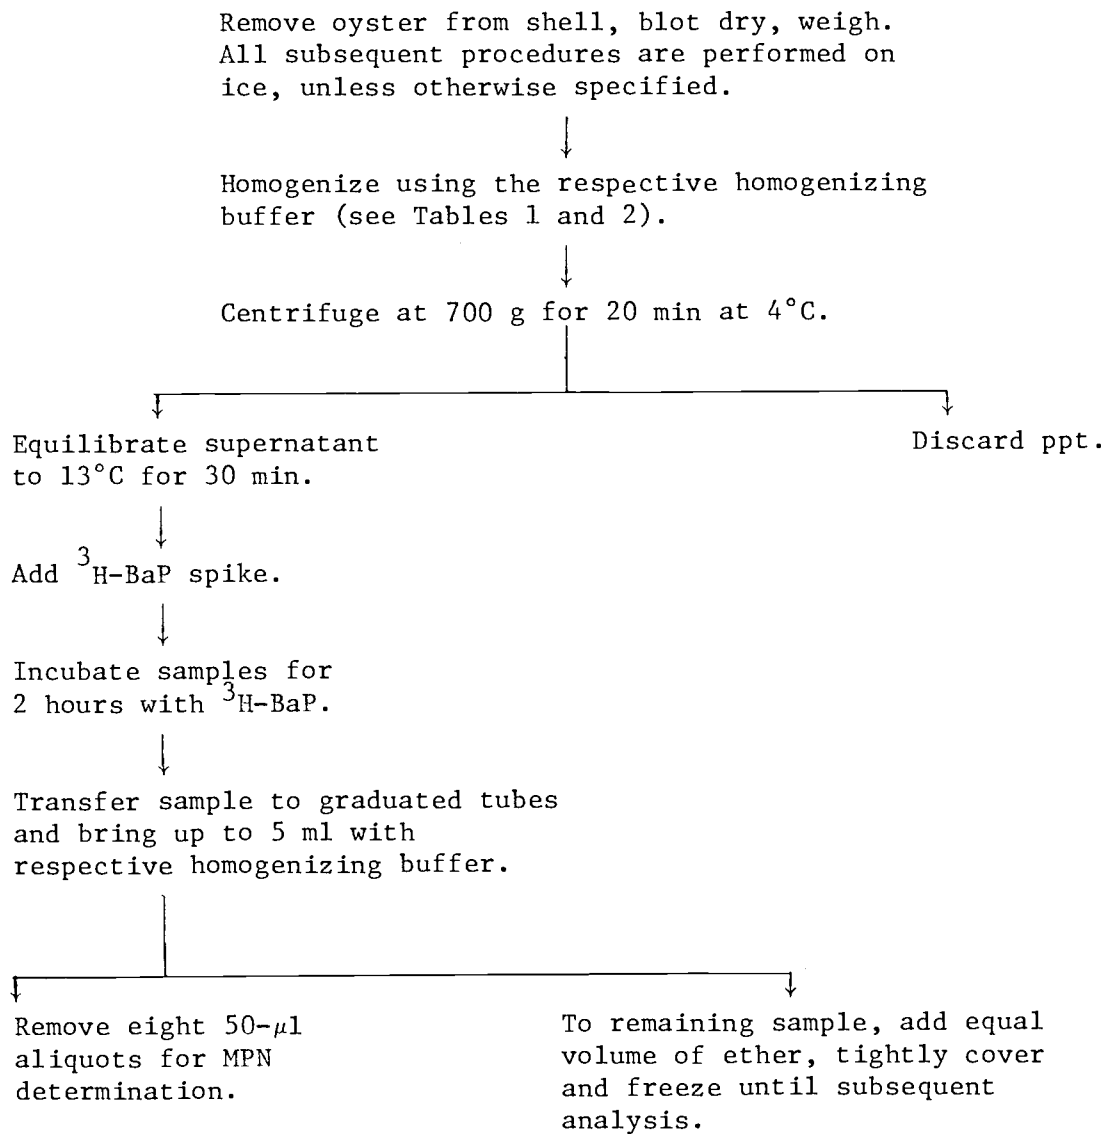 Remove oyster from shell, blot dry, weigh.
All subsequent procedures are performed on
ice, unless otherwise specified.
Homogenize using the respective homogenizing
buffer (see Tables 1 and 2).
Centrifuge at 700 g for 20 min at 4°C.
Equilibrate supernatant
to 13°C for 30 min.
Discard ppt.
Add ³H-BaP spike.
Incubate samples for
2 hours with ³H-BaP.
Transfer sample to graduated tubes
and bring up to 5 ml with
respective homogenizing buffer.
Remove eight 50-μl
aliquots for MPN
determination.
To remaining sample, add equal
volume of ether, tightly cover
and freeze until subsequent
analysis.